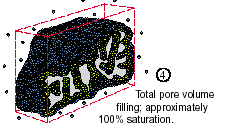 4
Total pore volume
filling; approximately
100% saturation.